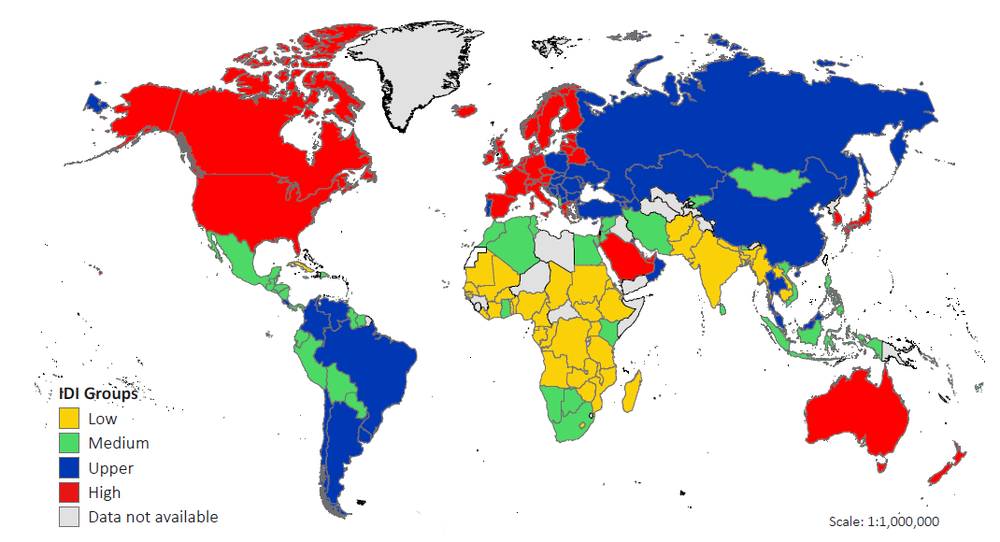 IDI Groups
Low
Medium
Upper
High
Data not available
Scale: 1:1,000,000